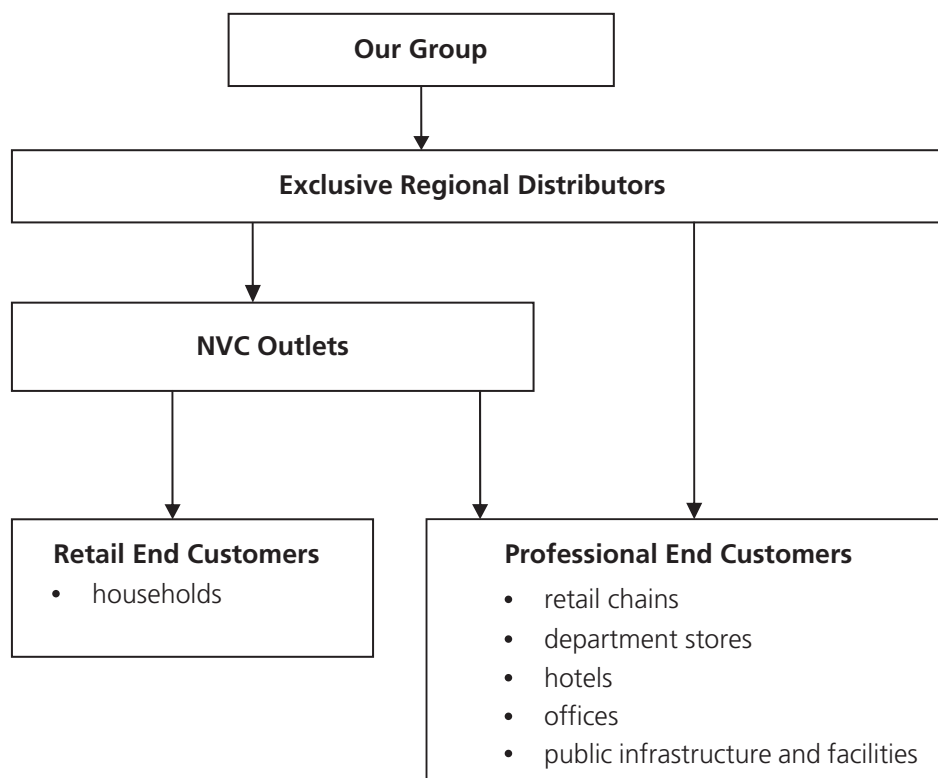 Our Group
Exclusive Regional Distributors
NVC Outlets
Retail End Customers
• households
Professional End Customers
• retail chains
• department stores
• hotels
• offices
• public infrastructure and facilities